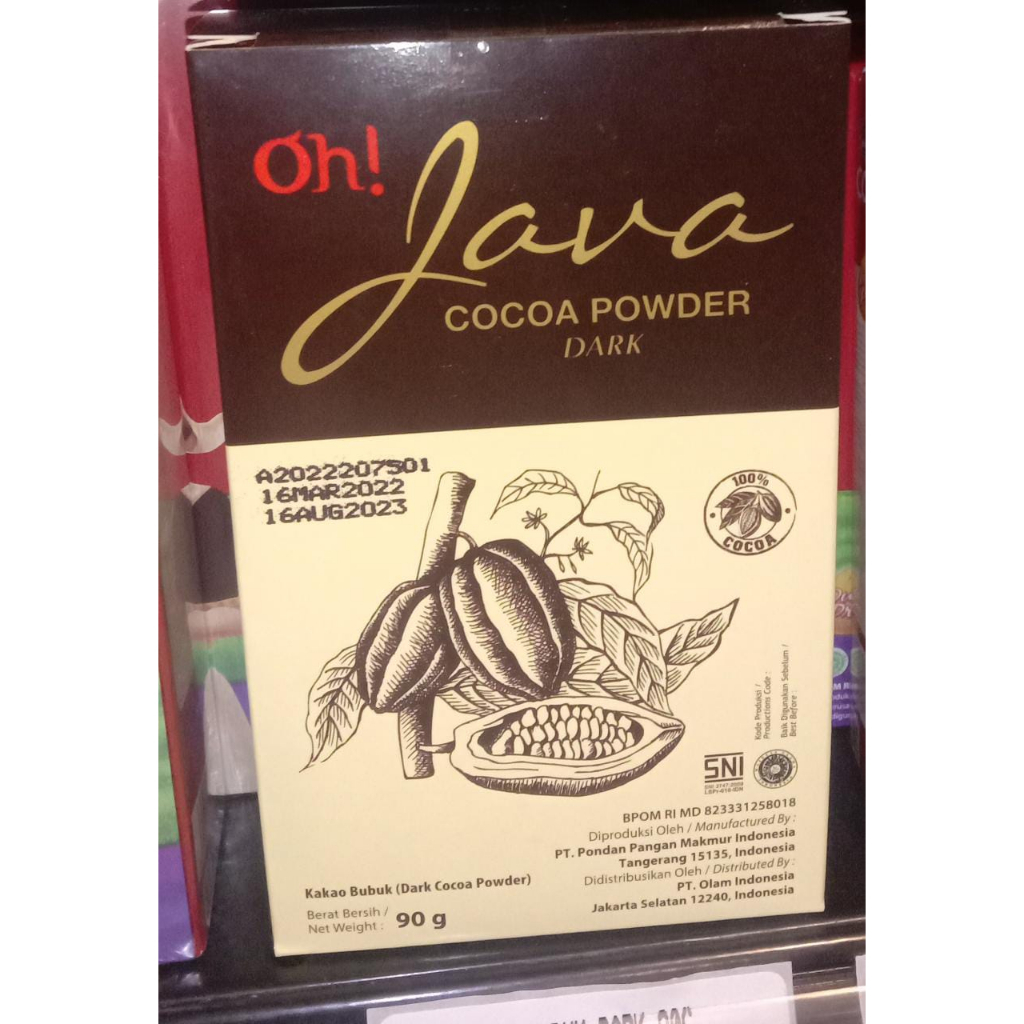 Oh!
Java
COCOA POWDER
DARK
A2022207501
16MAR2022
16AUG2023
100%
COCOA
Kode Produksi /
Productions Code :
Baik Digunakan Sebelum /
Best Before :
SNI
BPOM RI MD 823331258018
Diproduksi Oleh / Manufactured By :
PT. Pondan Pangan Makmur Indonesia
Tangerang 15135, Indonesia
Didistribusikan Oleh / Distributed By :
PT. Olam Indonesia
Jakarta Selatan 12240, Indonesia
Kakao Bubuk (Dark Cocoa Powder)
Berat Bersih /
Net Weight : 90 g